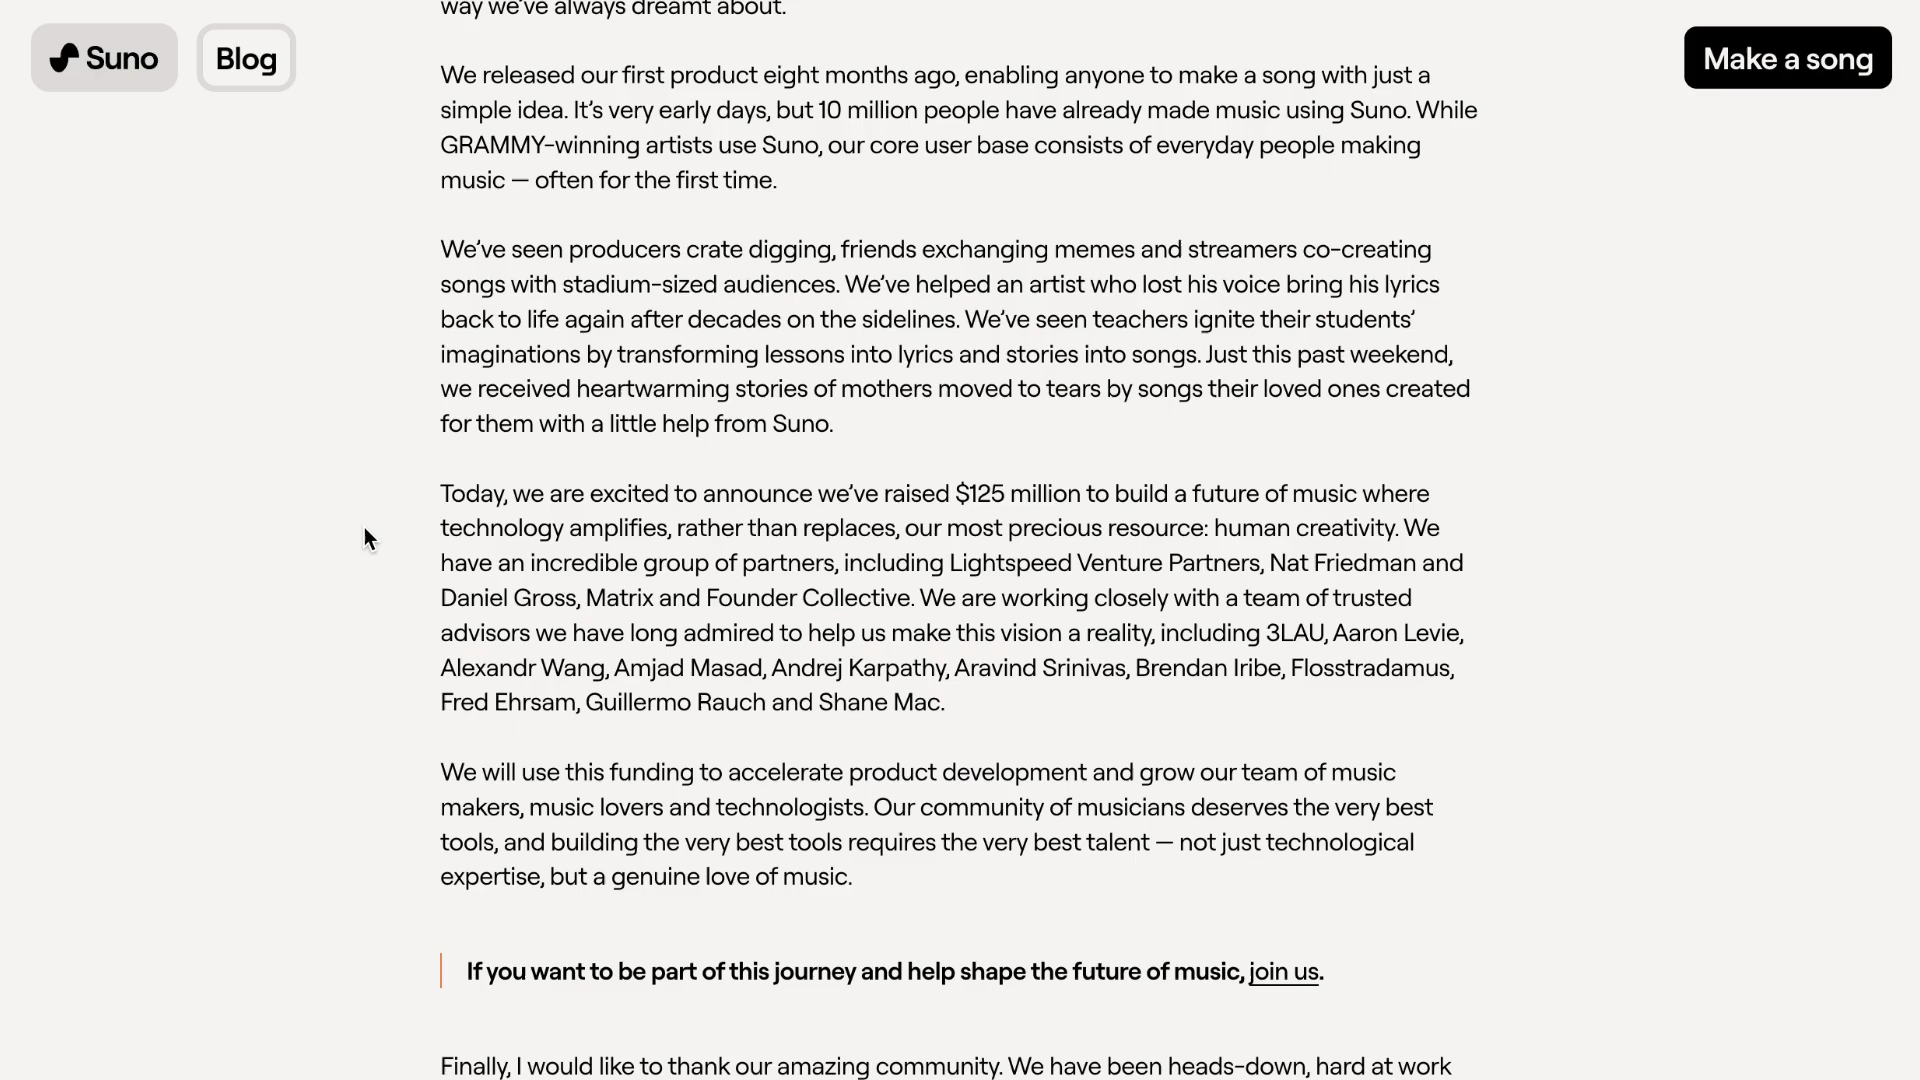 way we've always dreamt about.
Suno
Blog
Make a song
We released our first product eight months ago, enabling anyone to make a song with just a
simple idea. It's very early days, but 10 million people have already made music using Suno. While
GRAMMY-winning artists use Suno, our core user base consists of everyday people making
music — often for the first time.
We've seen producers crate digging, friends exchanging memes and streamers co-creating
songs with stadium-sized audiences. We've helped an artist who lost his voice bring his lyrics
back to life again after decades on the sidelines. We've seen teachers ignite their students'
imaginations by transforming lessons into lyrics and stories into songs. Just this past weekend,
we received heartwarming stories of mothers moved to tears by songs their loved ones created
for them with a little help from Suno.
Today, we are excited to announce we've raised $125 million to build a future of music where
technology amplifies, rather than replaces, our most precious resource: human creativity. We
have an incredible group of partners, including Lightspeed Venture Partners, Nat Friedman and
Daniel Gross, Matrix and Founder Collective. We are working closely with a team of trusted
advisors we have long admired to help us make this vision a reality, including 3LAU, Aaron Levie,
Alexandr Wang, Amjad Masad, Andrej Karpathy, Aravind Srinivas, Brendan Iribe, Flosstradamus,
Fred Ehrsam, Guillermo Rauch and Shane Mac.
We will use this funding to accelerate product development and grow our team of music
makers, music lovers and technologists. Our community of musicians deserves the very best
tools, and building the very best tools requires the very best talent — not just technological
expertise, but a genuine love of music.
If you want to be part of this journey and help shape the future of music, join us.
Finally, I would like to thank our amazing community. We have been heads-down, hard at work